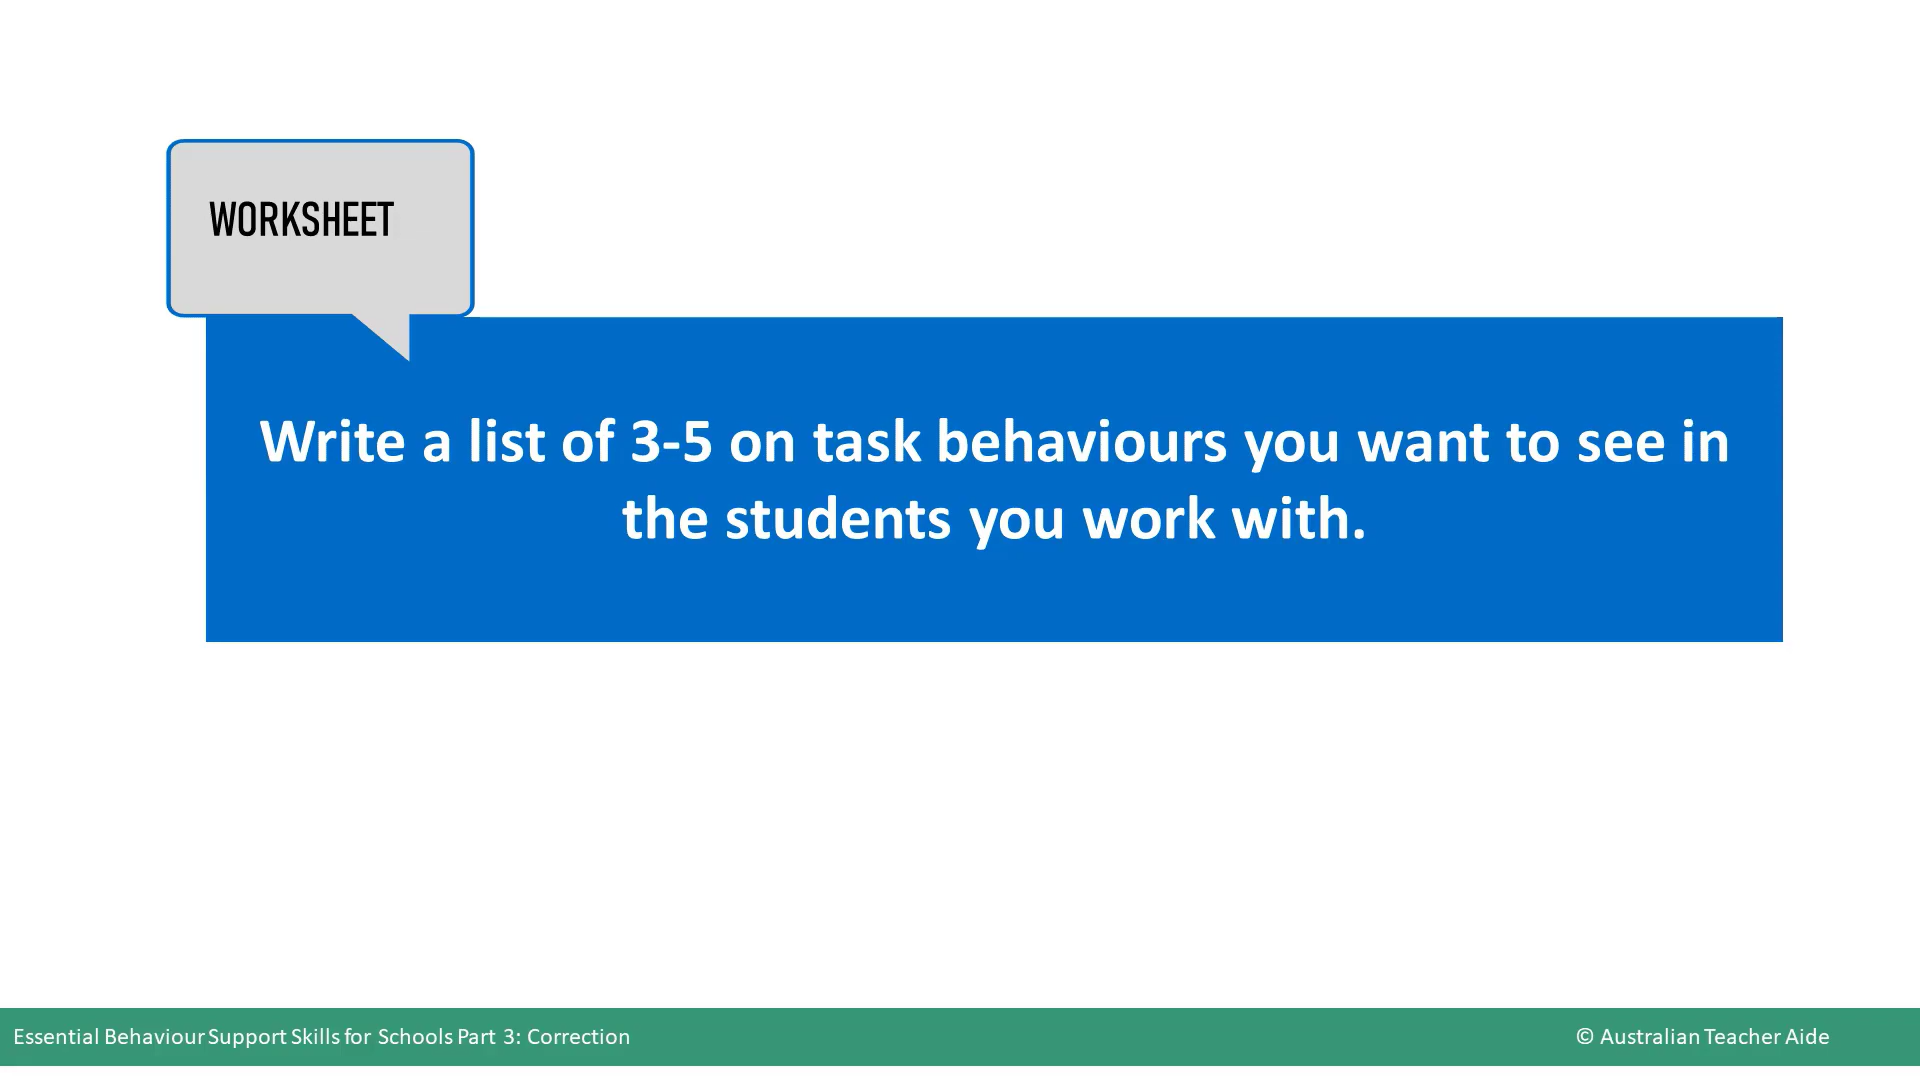 WORKSHEET
Write a list of 3-5 on task behaviours you want to see in
the students you work with.
Essential Behaviour Support Skills for Schools Part 3: Correction
© Australian Teacher Aide